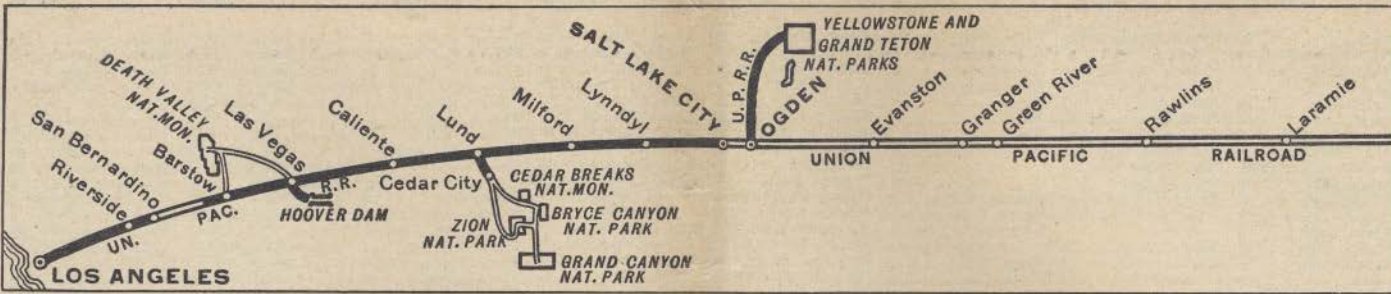 YELLOWSTONE AND
GRAND TETON
NAT. PARKS
SALT LAKE CITY
U.P. R.R.
OGDEN
Evanston
Granger
Green River
Rawlins
Laramie
UNION
PACIFIC
RAILROAD
DEATH VALLEY
NAT. MON.
Las Vegas
Caliente
Lund
Milford
Lynndyl
San Bernardino
Riverside
Barstow
UN.
PAC.
R.R.
HOOVER DAM
Cedar City
CEDAR BREAKS
NAT. MON.
BRYCE CANYON
NAT. PARK
ZION
NAT. PARK
GRAND CANYON
NAT. PARK
LOS ANGELES